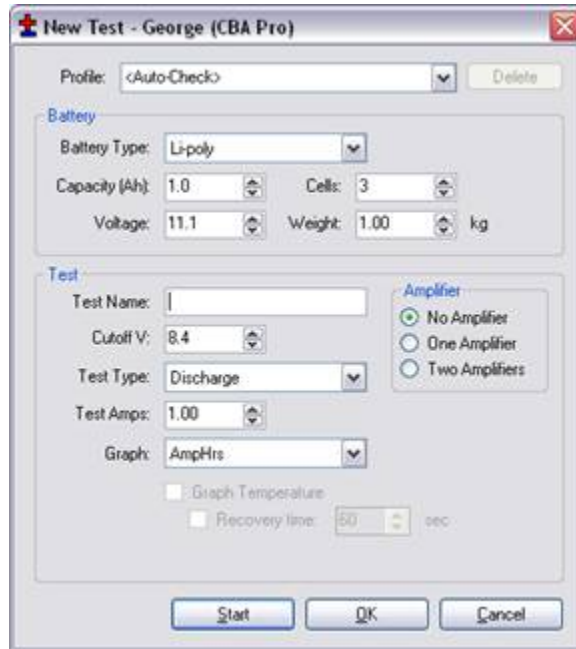 New Test - George (CBA Pro)
Profile: <Auto-Check> Delete
Battery
Battery Type: Li-poly
Capacity (Ah): 1.0 Cells: 3
Voltage: 11.1 Weight: 1.00 kg
Test
Test Name:
Amplifier
No Amplifier
Cutoff V: 8.4
One Amplifier
Test Type: Discharge
Two Amplifiers
Test Amps: 1.00
Graph: AmpHrs
Graph Temperature
Recovery time: 60 sec
Start OK Cancel